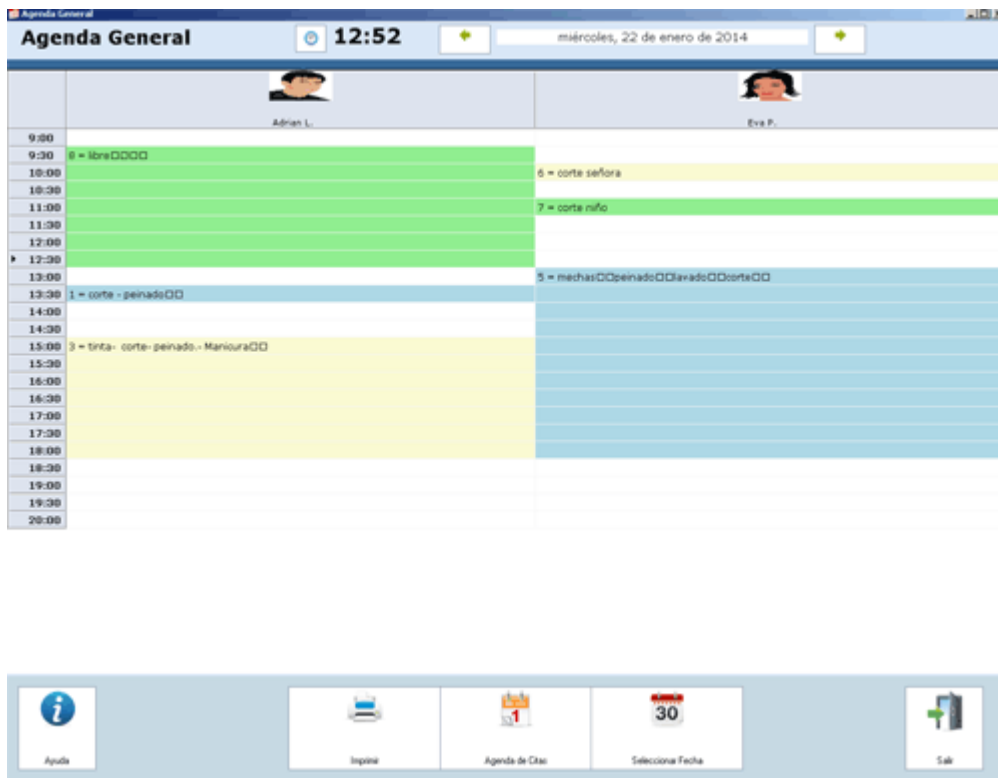 Agenda General
Agenda General 12:52 miércoles, 22 de enero de 2014
Adrian L. Eva P.
9:00
9:30 8 = libre□□□□
10:00 6 = corte señora
10:30
11:00 7 = corte niño
11:30
12:00
12:30
13:00 5 = mechas□□peinado□□lavado□□corte□□
13:30 1 = corte - peinado□□
14:00
14:30
15:00 3 = tinta- corte- peinado.- Manicura□□
15:30
16:00
16:30
17:00
17:30
18:00
18:30
19:00
19:30
20:00
1 30
Ayuda Imprimir Agenda de Citas Seleccionar Fecha Salir